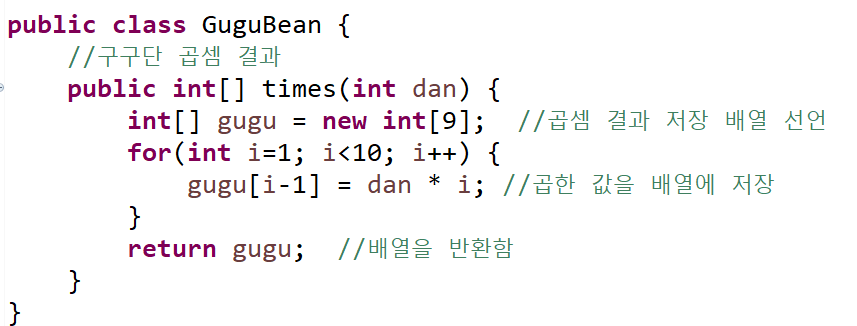 public class GuguBean {
    //구구단 곱셈 결과
    public int[] times(int dan) {
        int[] gugu = new int[9];  //곱셈 결과 저장 배열 선언
        for(int i=1; i<10; i++) {
            gugu[i-1] = dan * i; //곱한 값을 배열에 저장
        }
        return gugu;  //배열을 반환함
    }
}